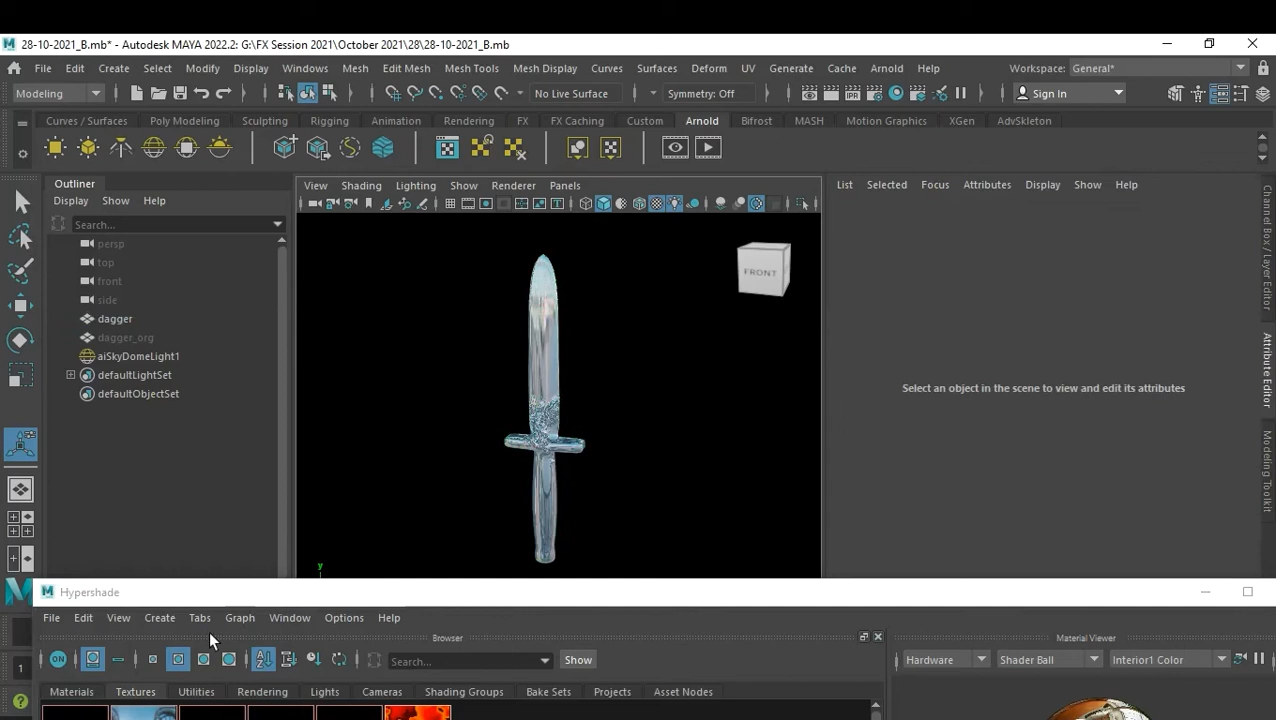 28-10-2021_B.mb* - Autodesk MAYA 2022.2: G:\FX Session 2021\October 2021\28\28-10-2021_B.mb
File Edit Create Select Modify Display Windows Mesh Edit Mesh Mesh Tools Mesh Display Curves Surfaces Deform UV Generate Cache Arnold Help Workspace: General*
Modeling No Live Surface Symmetry: Off IPR Sign In
Curves / Surfaces Poly Modeling Sculpting Rigging Animation Rendering FX FX Caching Custom Arnold Bifrost MASH Motion Graphics XGen AdvSkeleton
Outliner
Display Show Help
Search...
persp
top
front
side
dagger
dagger_org
aiSkyDomeLight1
defaultLightSet
defaultObjectSet
View Shading Lighting Show Renderer Panels
FRONT
y
List Selected Focus Attributes Display Show Help
Select an object in the scene to view and edit its attributes
Channel Box / Layer Editor
Attribute Editor
Modeling Toolkit
Hypershade
File Edit View Create Tabs Graph Window Options Help
Browser Material Viewer
ON Search... Show Hardware Shader Ball Interior1 Color
1
Materials Textures Utilities Rendering Lights Cameras Shading Groups Bake Sets Projects Asset Nodes